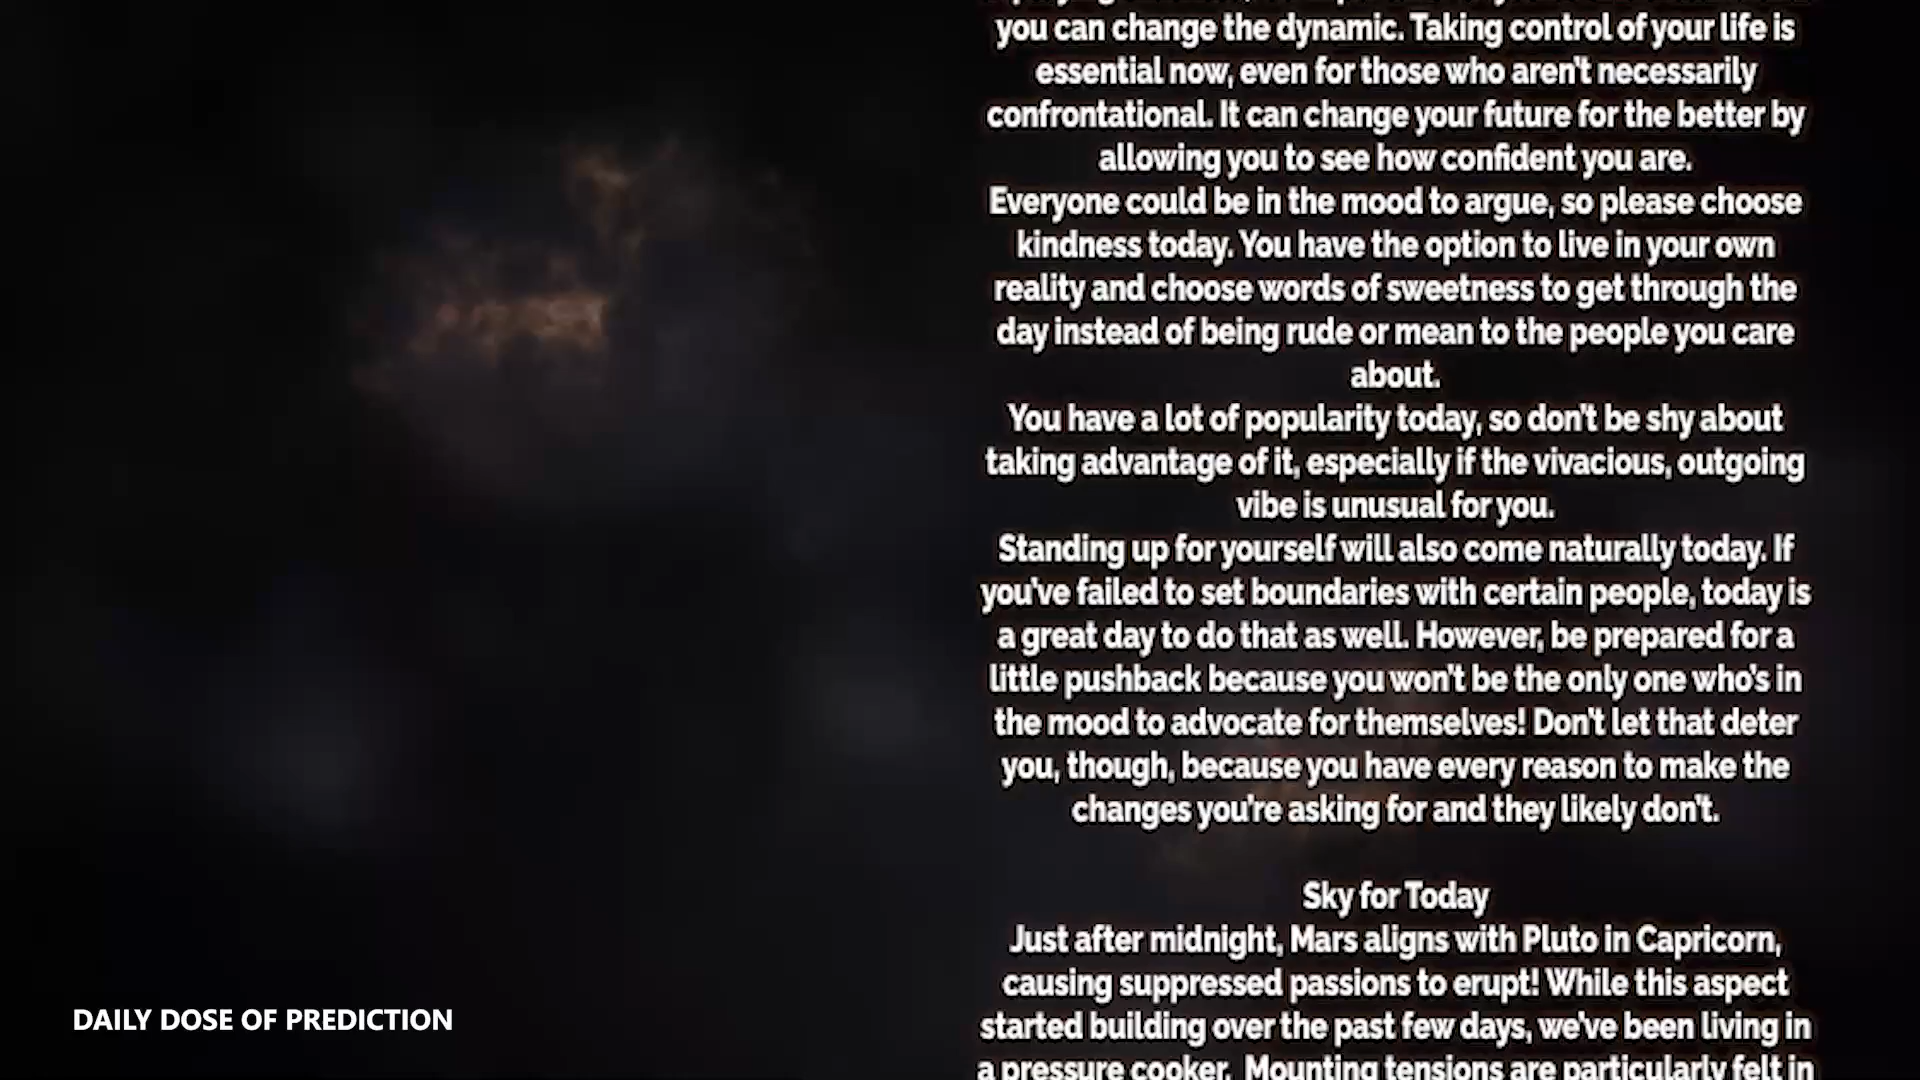 you can change the dynamic. Taking control of your life is
essential now, even for those who aren't necessarily
confrontational. It can change your future for the better by
allowing you to see how confident you are.
Everyone could be in the mood to argue, so please choose
kindness today. You have the option to live in your own
reality and choose words of sweetness to get through the
day instead of being rude or mean to the people you care
about.
You have a lot of popularity today, so don't be shy about
taking advantage of it, especially if the vivacious, outgoing
vibe is unusual for you.
Standing up for yourself will also come naturally today. If
you've failed to set boundaries with certain people, today is
a great day to do that as well. However, be prepared for a
little pushback because you won't be the only one who's in
the mood to advocate for themselves! Don't let that deter
you, though, because you have every reason to make the
changes you're asking for and they likely don't.
Sky for Today
Just after midnight, Mars aligns with Pluto in Capricorn,
causing suppressed passions to erupt! While this aspect
started building over the past few days, we've been living in
a pressure cooker. Mounting tensions are particularly felt in
DAILY DOSE OF PREDICTION